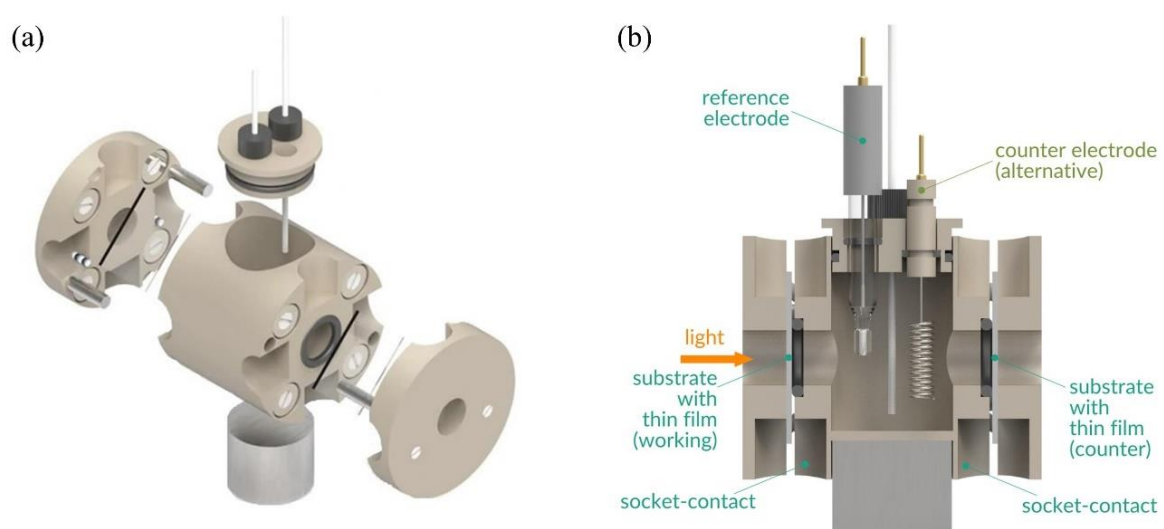 (a)
(b)
reference
electrode
counter electrode
(alternative)
light
substrate
with
thin film
(working)
substrate
with
thin film
(counter)
socket-contact
socket-contact